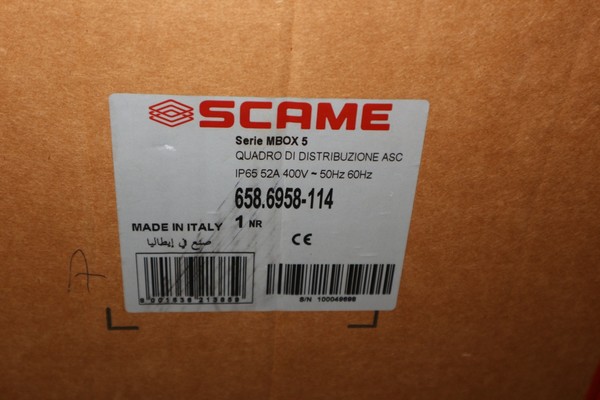 SCAME
Serie MBOX 5
QUADRO DI DISTRIBUZIONE ASC
IP65 52A 400V ~ 50Hz 60Hz
658.6958-114
1 NR
MADE IN ITALY
صنع في إيطاليا
CE
S/N 100049698
A